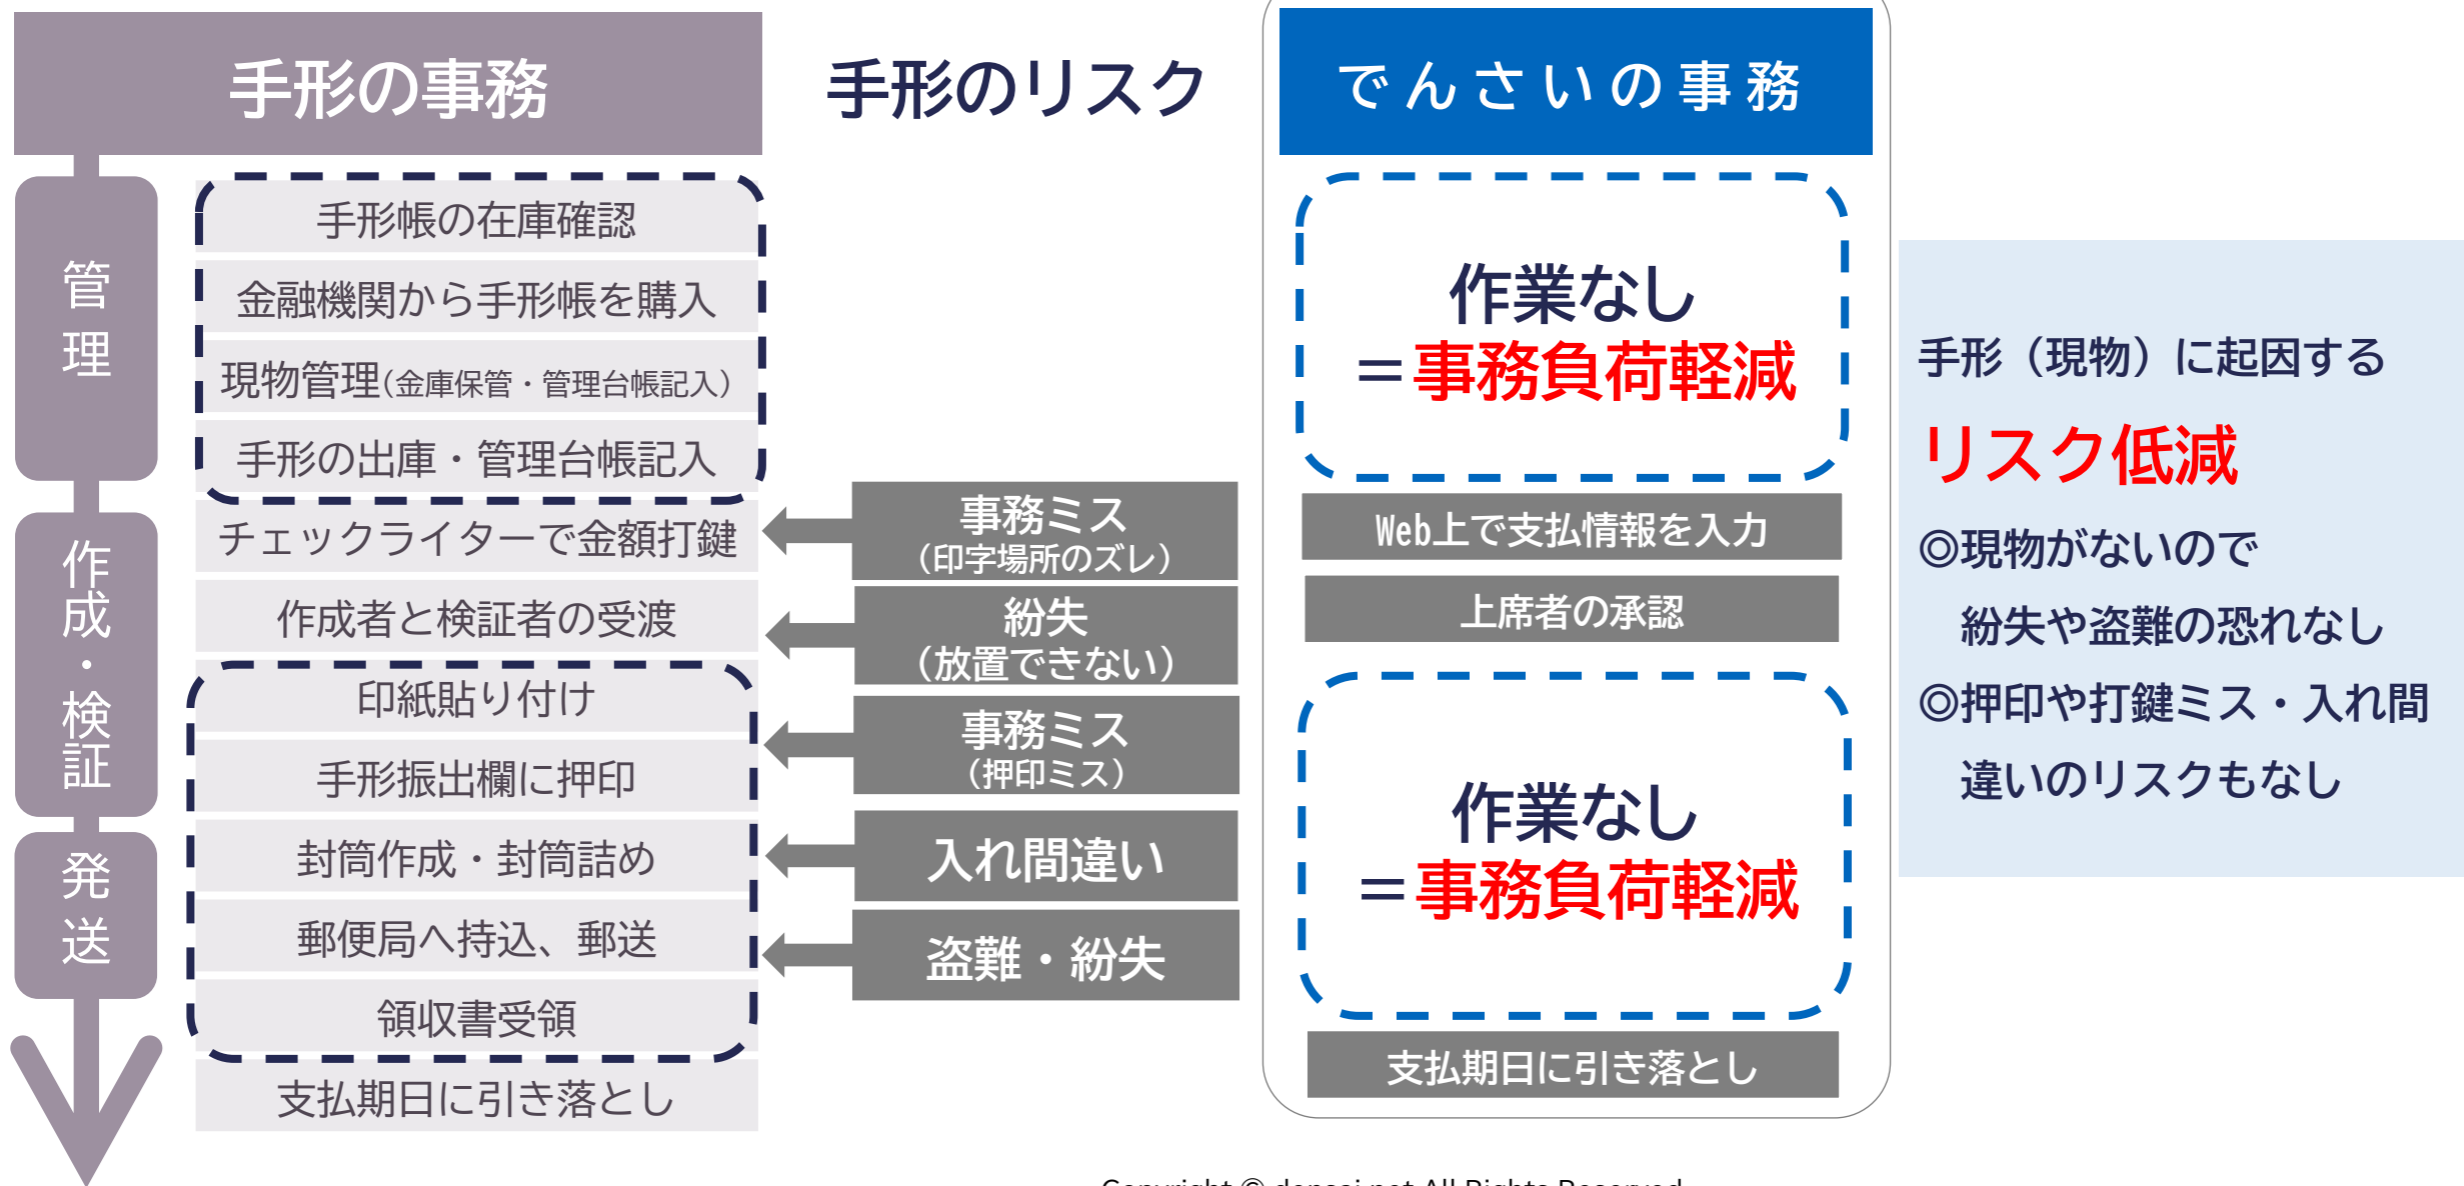 手形の事務
管理
手形帳の在庫確認
金融機関から手形帳を購入
現物管理(金庫保管・管理台帳記入)
手形の出庫・管理台帳記入
作成・検証
チェックライターで金額打鍵
作成者と検証者の受渡
印紙貼り付け
手形振出欄に押印
発送
封筒作成・封筒詰め
郵便局へ持込、郵送
領収書受領
支払期日に引き落とし
手形のリスク
事務ミス
（印字場所のズレ）
紛失
（放置できない）
事務ミス
（押印ミス）
入れ間違い
盗難・紛失
でんさいの事務
作業なし
＝事務負荷軽減
Web上で支払情報を入力
上席者の承認
作業なし
＝事務負荷軽減
支払期日に引き落とし
手形（現物）に起因する
リスク低減
◎現物がないので
紛失や盗難の恐れなし
◎押印や打鍵ミス・入れ間
違いのリスクもなし
Copyright © densai.net All Rights Reserved